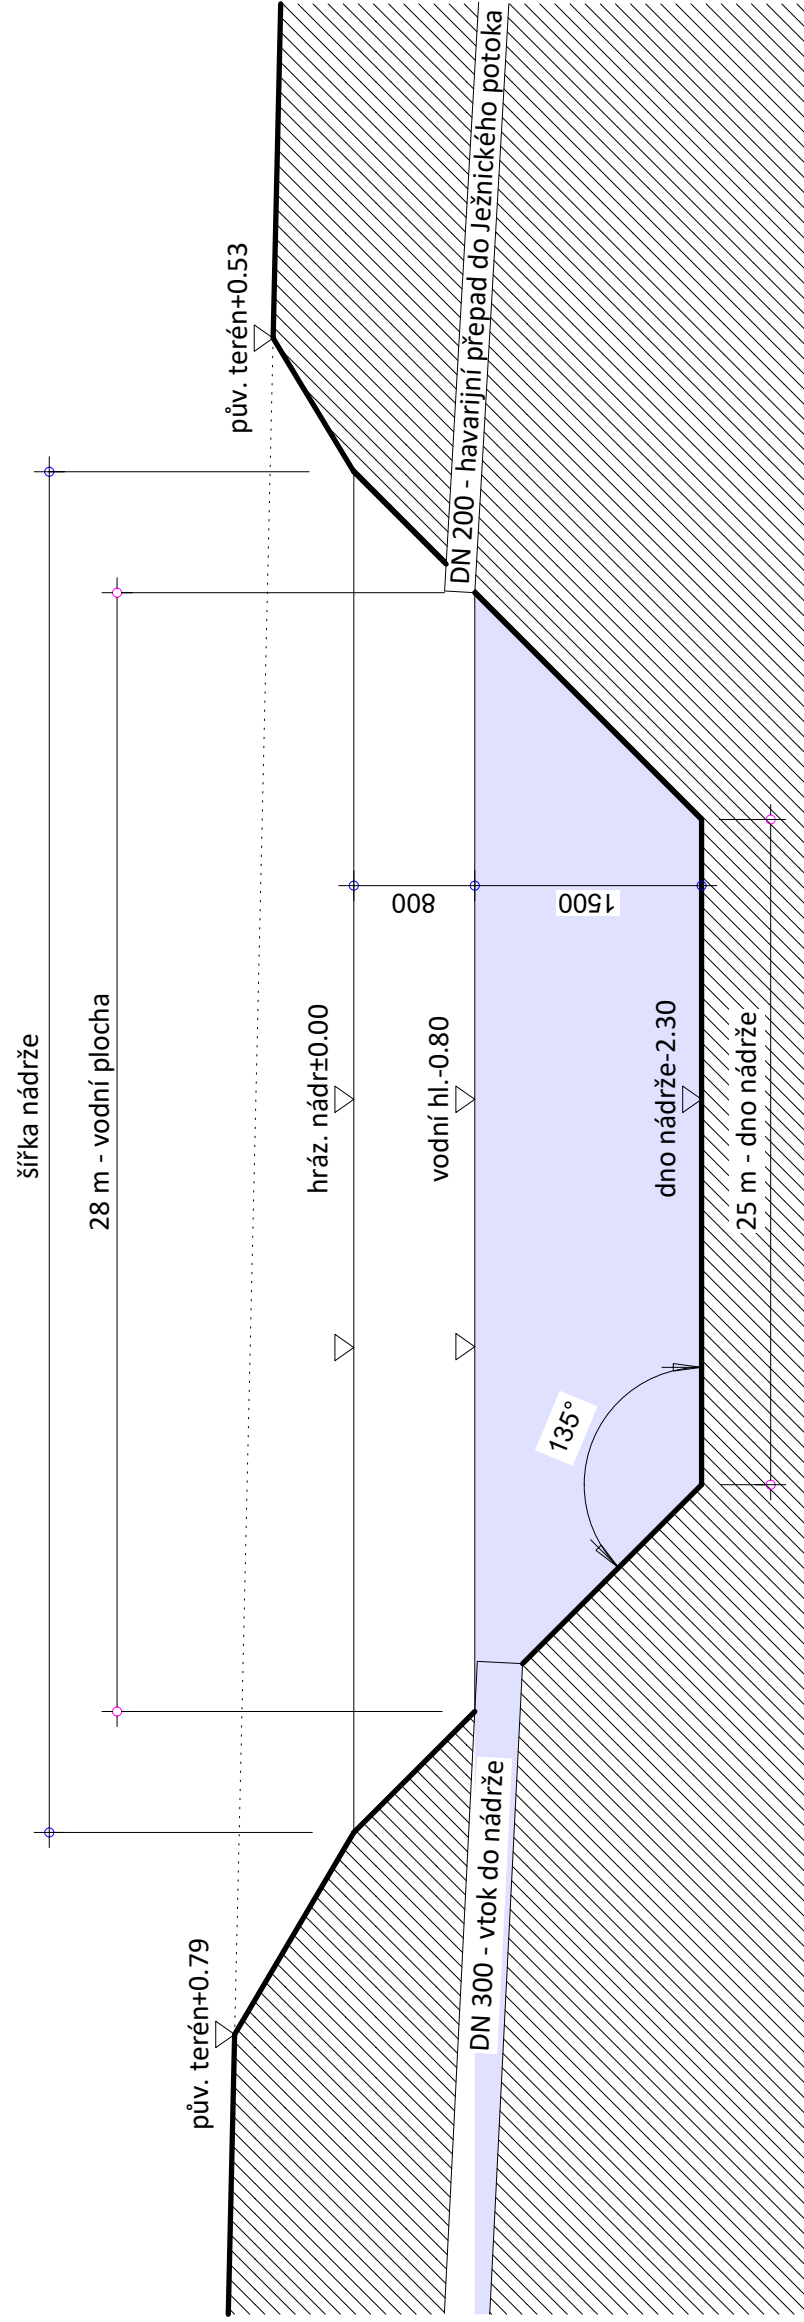 šířka nádrže
28 m - vodní plocha
pův. terén+0.79
pův. terén+0.53
hráz. nádr±0.00
800
vodní hl.-0.80
DN 200 - havarijní přepad do Ježnického potoka
DN 300 - vtok do nádrže
135°
1500
dno nádrže-2.30
25 m - dno nádrže